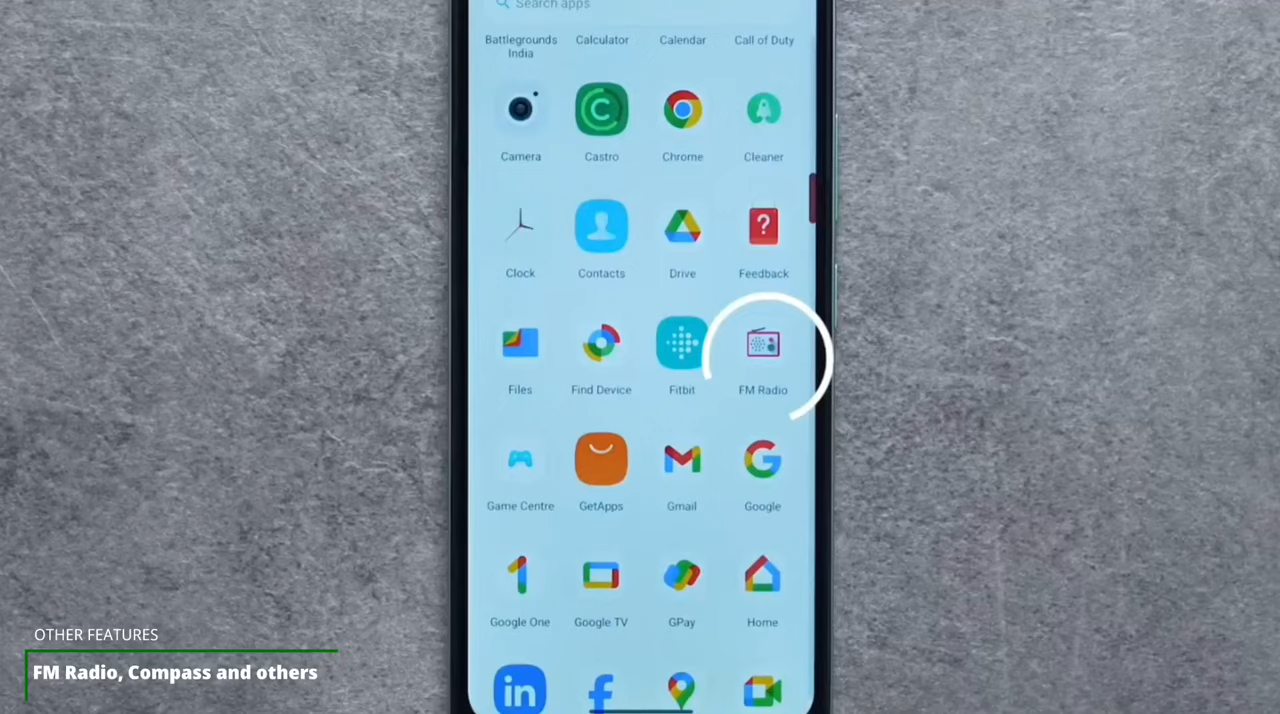 Search apps
Battlegrounds India
Calculator
Calendar
Call of Duty
Camera
Castro
Chrome
Cleaner
Clock
Contacts
Drive
?
Feedback
Files
Find Device
Fitbit
FM Radio
Game Centre
GetApps
Gmail
Google
Google One
Google TV
GPay
Home
in
OTHER FEATURES
FM Radio, Compass and others